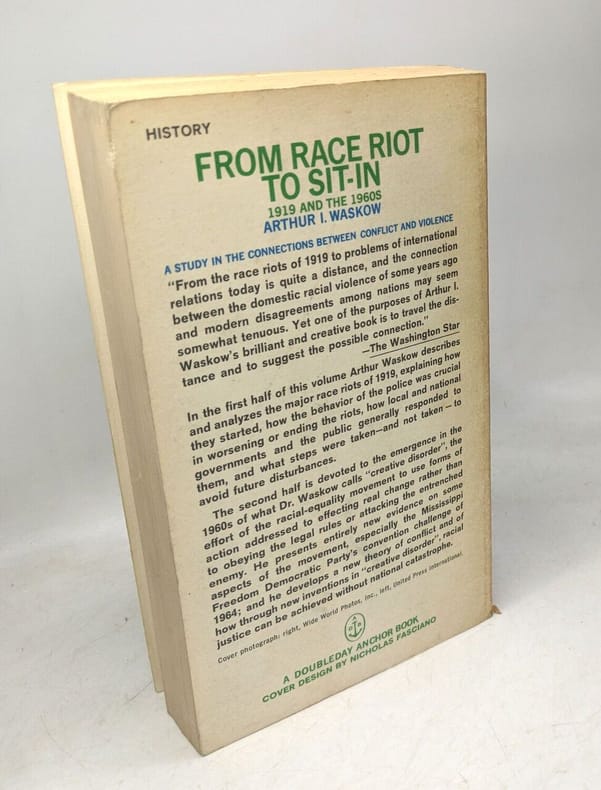 HISTORY
FROM RACE RIOT
TO SIT-IN
1919 AND THE 1960S
ARTHUR I. WASKOW
A STUDY IN THE CONNECTIONS BETWEEN CONFLICT AND VIOLENCE
"From the race riots of 1919 to problems of international
relations today is quite a distance, and the connection
between the domestic racial violence of some years ago
and modern disagreements among nations may seem
somewhat tenuous. Yet one of the purposes of Arthur I.
Waskow's brilliant and creative book is to travel the dis-
tance and to suggest the possible connection."
—The Washington Star
In the first half of this volume Arthur Waskow describes
and analyzes the major race riots of 1919, explaining how
they started, how the behavior of the police was crucial
in worsening or ending the riots, how local and national
governments and the public generally responded to
them, and what steps were taken—and not taken—to
avoid future disturbances.
The second half is devoted to the emergence in the
1960s of what Dr. Waskow calls "creative disorder", the
effort of the racial-equality movement to use forms of
action addressed to effecting real change rather than
to obeying the legal rules or attacking the entrenched
enemy. He presents entirely new evidence on some
aspects of the movement, especially the Mississippi
Freedom Democratic Party's convention challenge of
1964; and he develops a new theory of conflict and of
how through new inventions in "creative disorder", racial
justice can be achieved without national catastrophe.
Cover photograph: right, Wide World Photos, Inc., left, United Press International.
A DOUBLEDAY ANCHOR BOOK
COVER DESIGN BY NICHOLAS FASCIANO